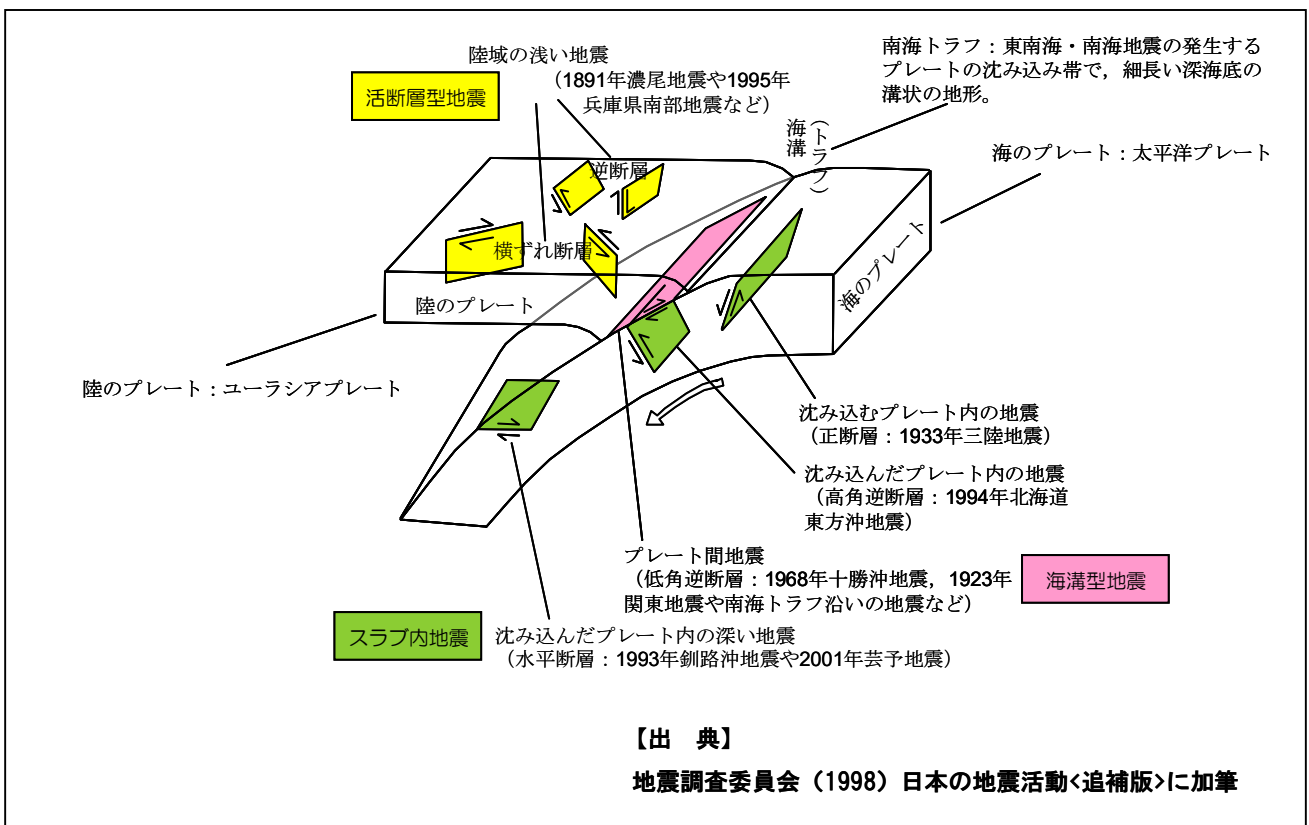 陸域の浅い地震
(1891年濃尾地震や1995年
兵庫県南部地震など)
活断層型地震
南海トラフ：東南海・南海地震の発生する
プレートの沈み込み帯で，細長い深海底の
溝状の地形。
海溝
(トラフ)
海のプレート：太平洋プレート
逆断層
横ずれ断層
陸のプレート
海のプレート
陸のプレート：ユーラシアプレート
沈み込むプレート内の地震
(正断層：1933年三陸地震)
沈み込んだプレート内の地震
(高角逆断層：1994年北海道
東方沖地震)
プレート間地震
(低角逆断層：1968年十勝沖地震，1923年
関東地震や南海トラフ沿いの地震など)
海溝型地震
スラブ内地震
沈み込んだプレート内の深い地震
(水平断層：1993年釧路沖地震や2001年芸予地震)
【出　典】
地震調査委員会（1998）日本の地震活動<追補版>に加筆